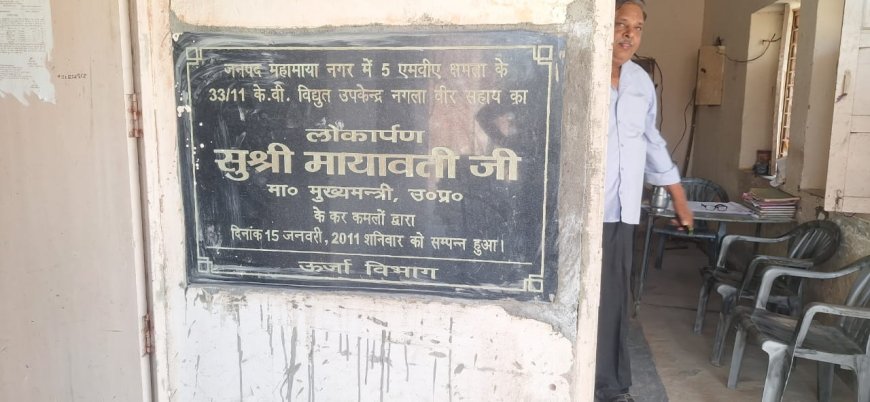 जनपद महामाया नगर में 5 एमवीए क्षमता के
33/11 के.वी. विद्युत उपकेन्द्र नगला वीर सहाय का
लोकार्पण
सुश्री मायावती जी
मा० मुख्यमन्त्री, उ०प्र०
के कर कमलों द्वारा
दिनांक 15 जनवरी, 2011 शनिवार को सम्पन्न हुआ।
ऊर्जा विभाग